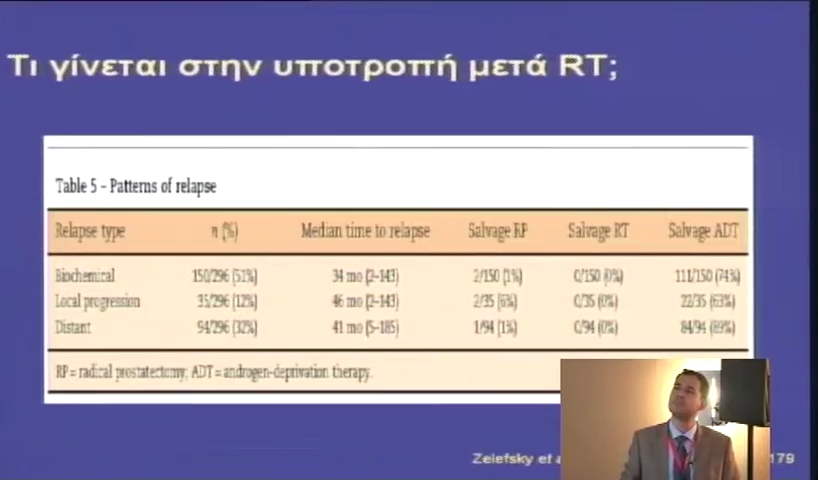 Τι γίνεται στην υποτροπή μετά RT;
Table 5 – Patterns of relapse
Relapse type n (%) Median time to relapse Salvage RP Salvage RT Salvage ADT
Biochemical 150/296 (51%) 34 mo (2–143) 2/150 (1%) 0/150 (0%) 111/150 (74%)
Local progression 35/296 (12%) 46 mo (2–143) 2/35 (6%) 0/35 (0%) 22/35 (63%)
Distant 94/296 (32%) 41 mo (5–185) 1/94 (1%) 0/94 (0%) 84/94 (89%)
RP = radical prostatectomy; ADT = androgen-deprivation therapy.
Zelefsky et 179